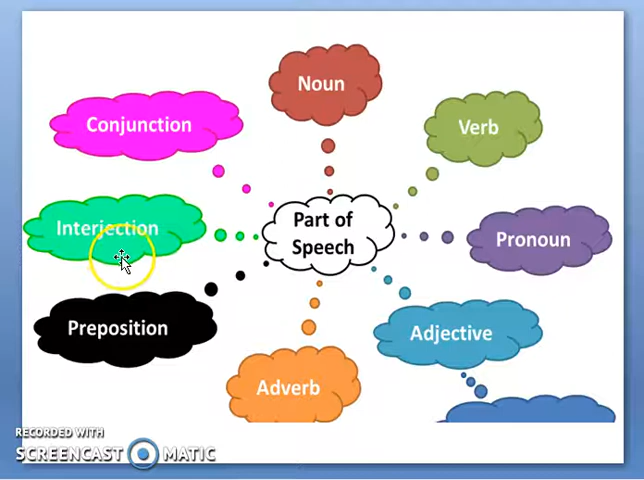 Noun
Conjunction
Verb
Part of
Speech
Interjection
Pronoun
Preposition
Adjective
Adverb
RECORDED WITH
SCREENCAST MATIC